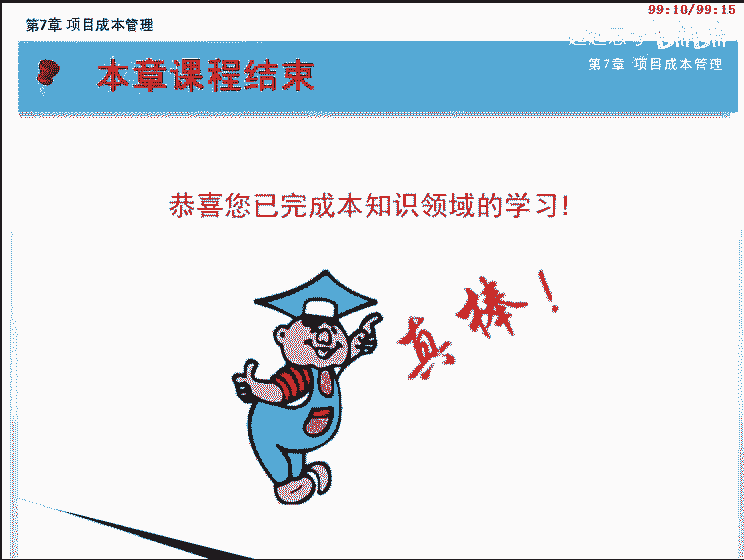 99:10/99:15
第7章 项目成本管理
第7章 项目成本管理
本章课程结束
恭喜您已完成本知识领域的学习!
真棒!